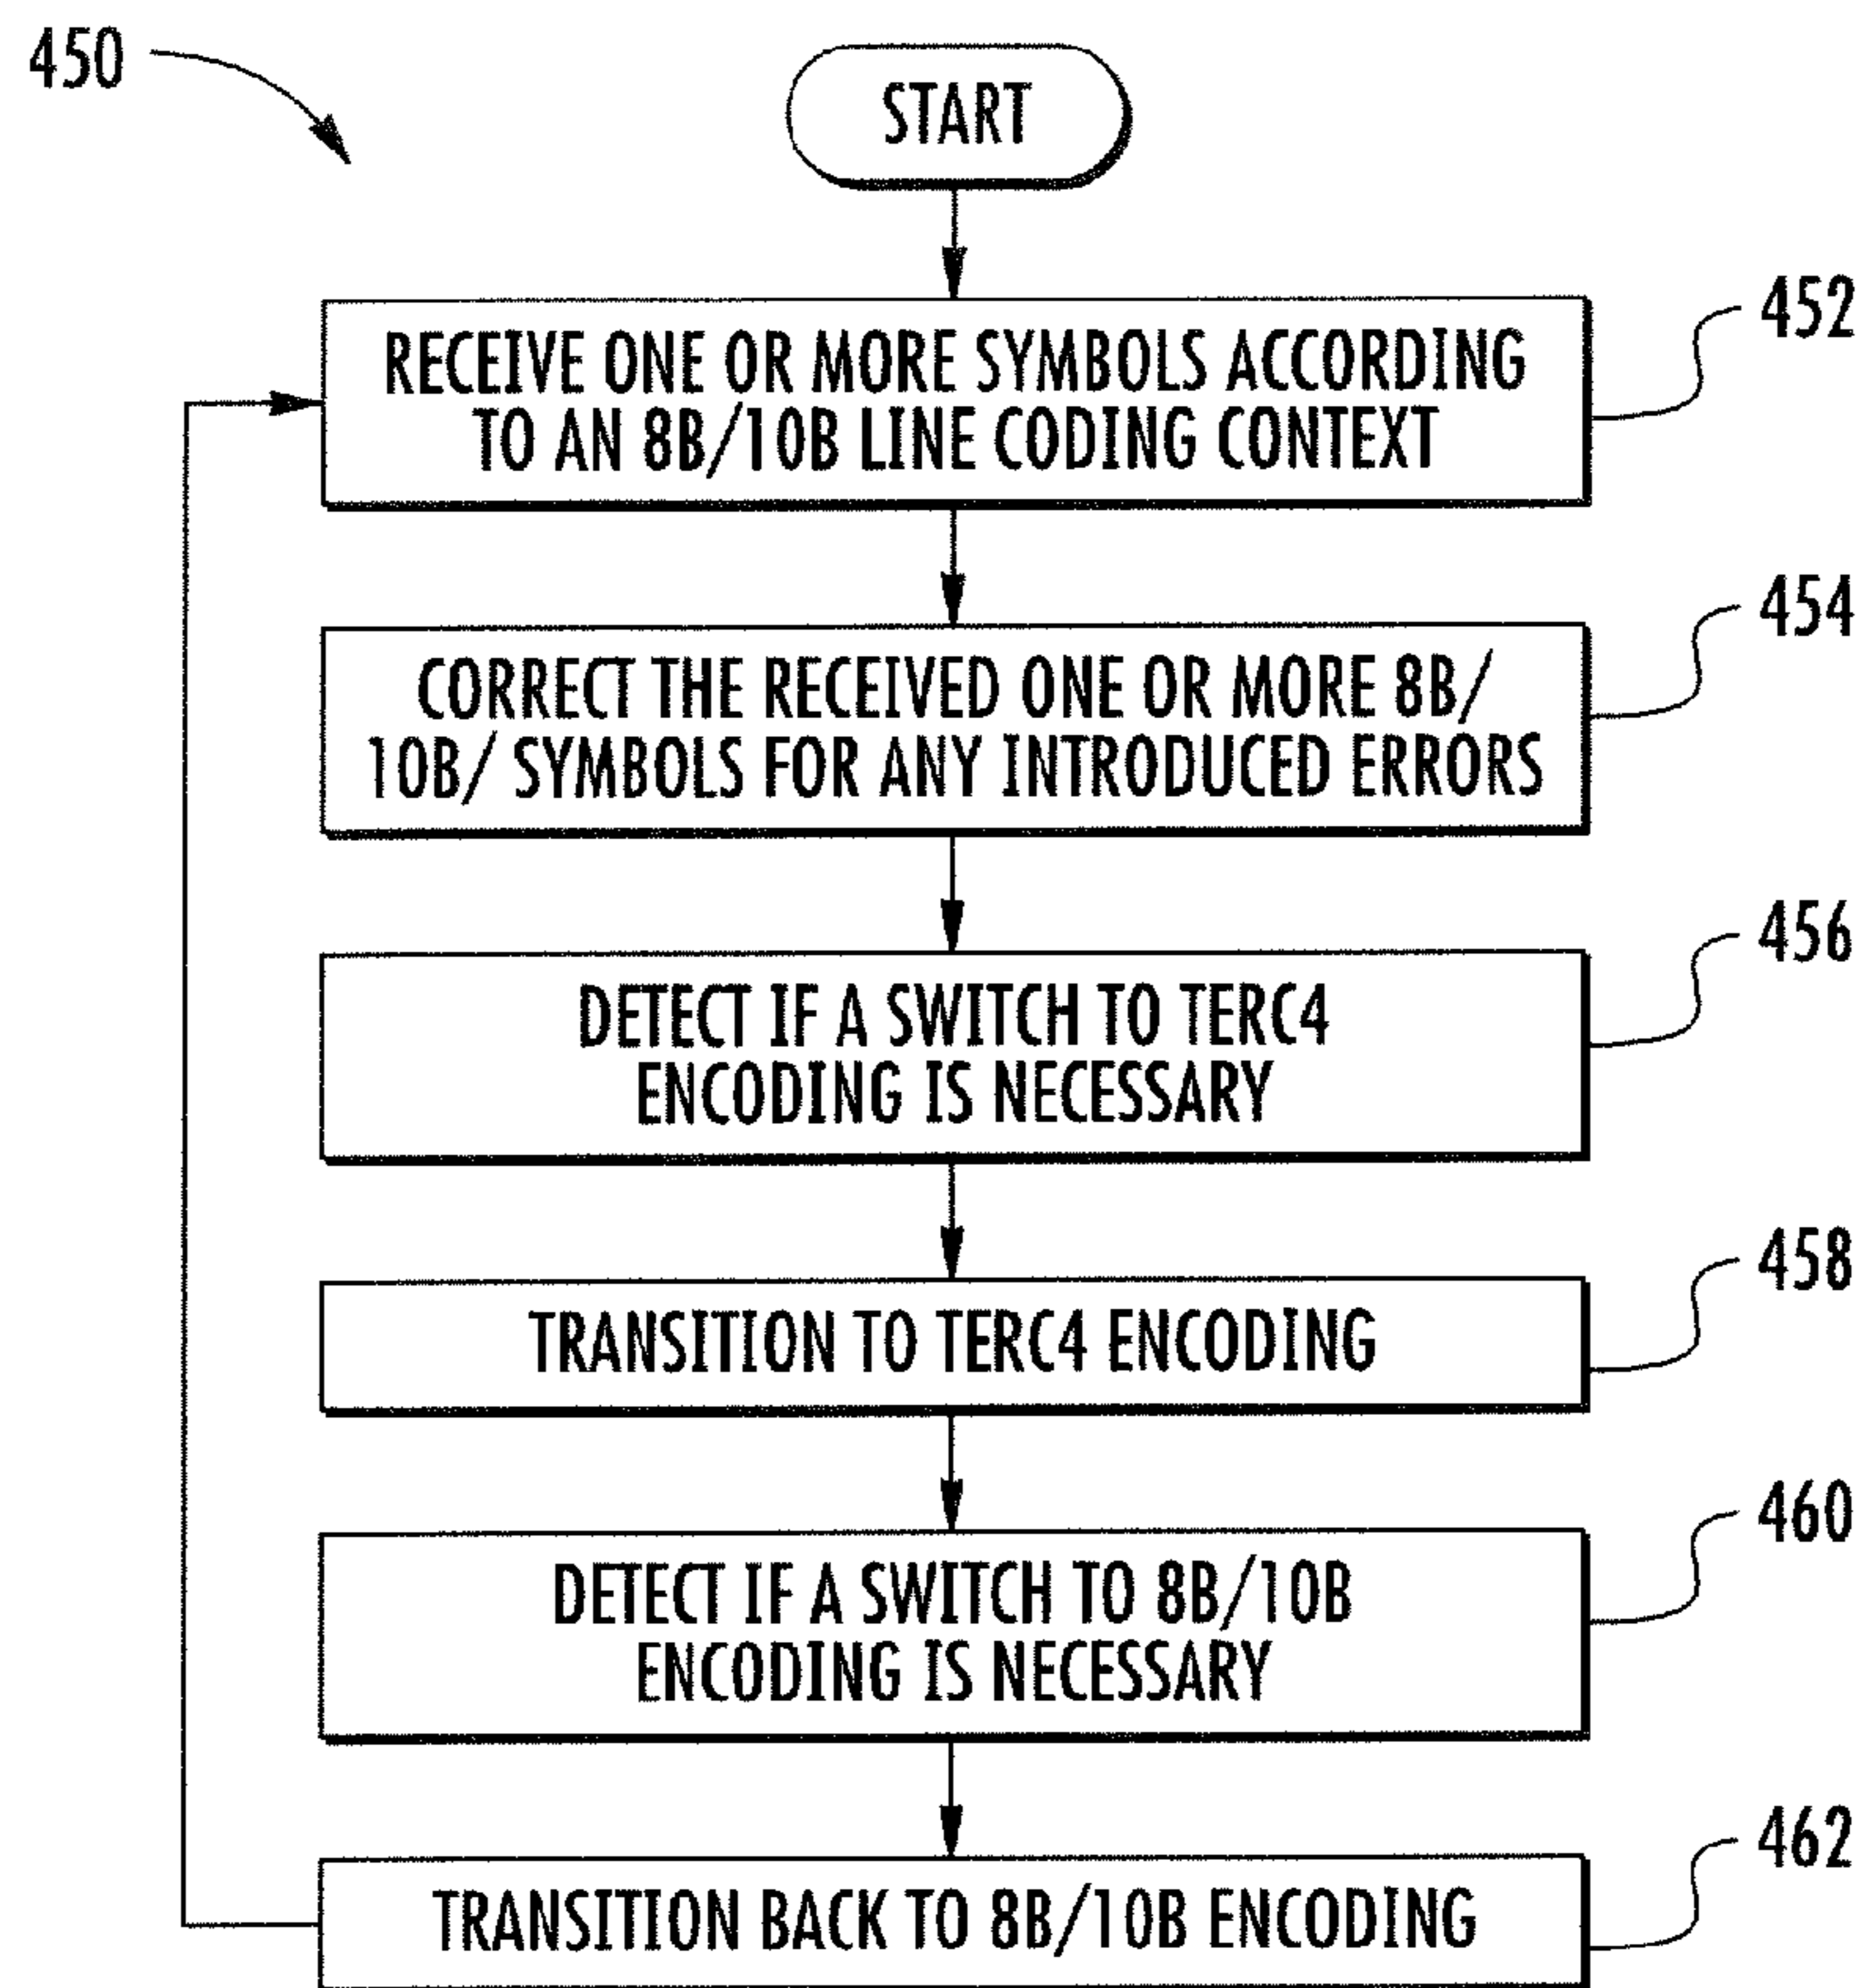 450
START
452
RECEIVE ONE OR MORE SYMBOLS ACCORDING
TO AN 8B/10B LINE CODING CONTEXT
454
CORRECT THE RECEIVED ONE OR MORE 8B/
10B/ SYMBOLS FOR ANY INTRODUCED ERRORS
456
DETECT IF A SWITCH TO TERC4
ENCODING IS NECESSARY
458
TRANSITION TO TERC4 ENCODING
460
DETECT IF A SWITCH TO 8B/10B
ENCODING IS NECESSARY
462
TRANSITION BACK TO 8B/10B ENCODING